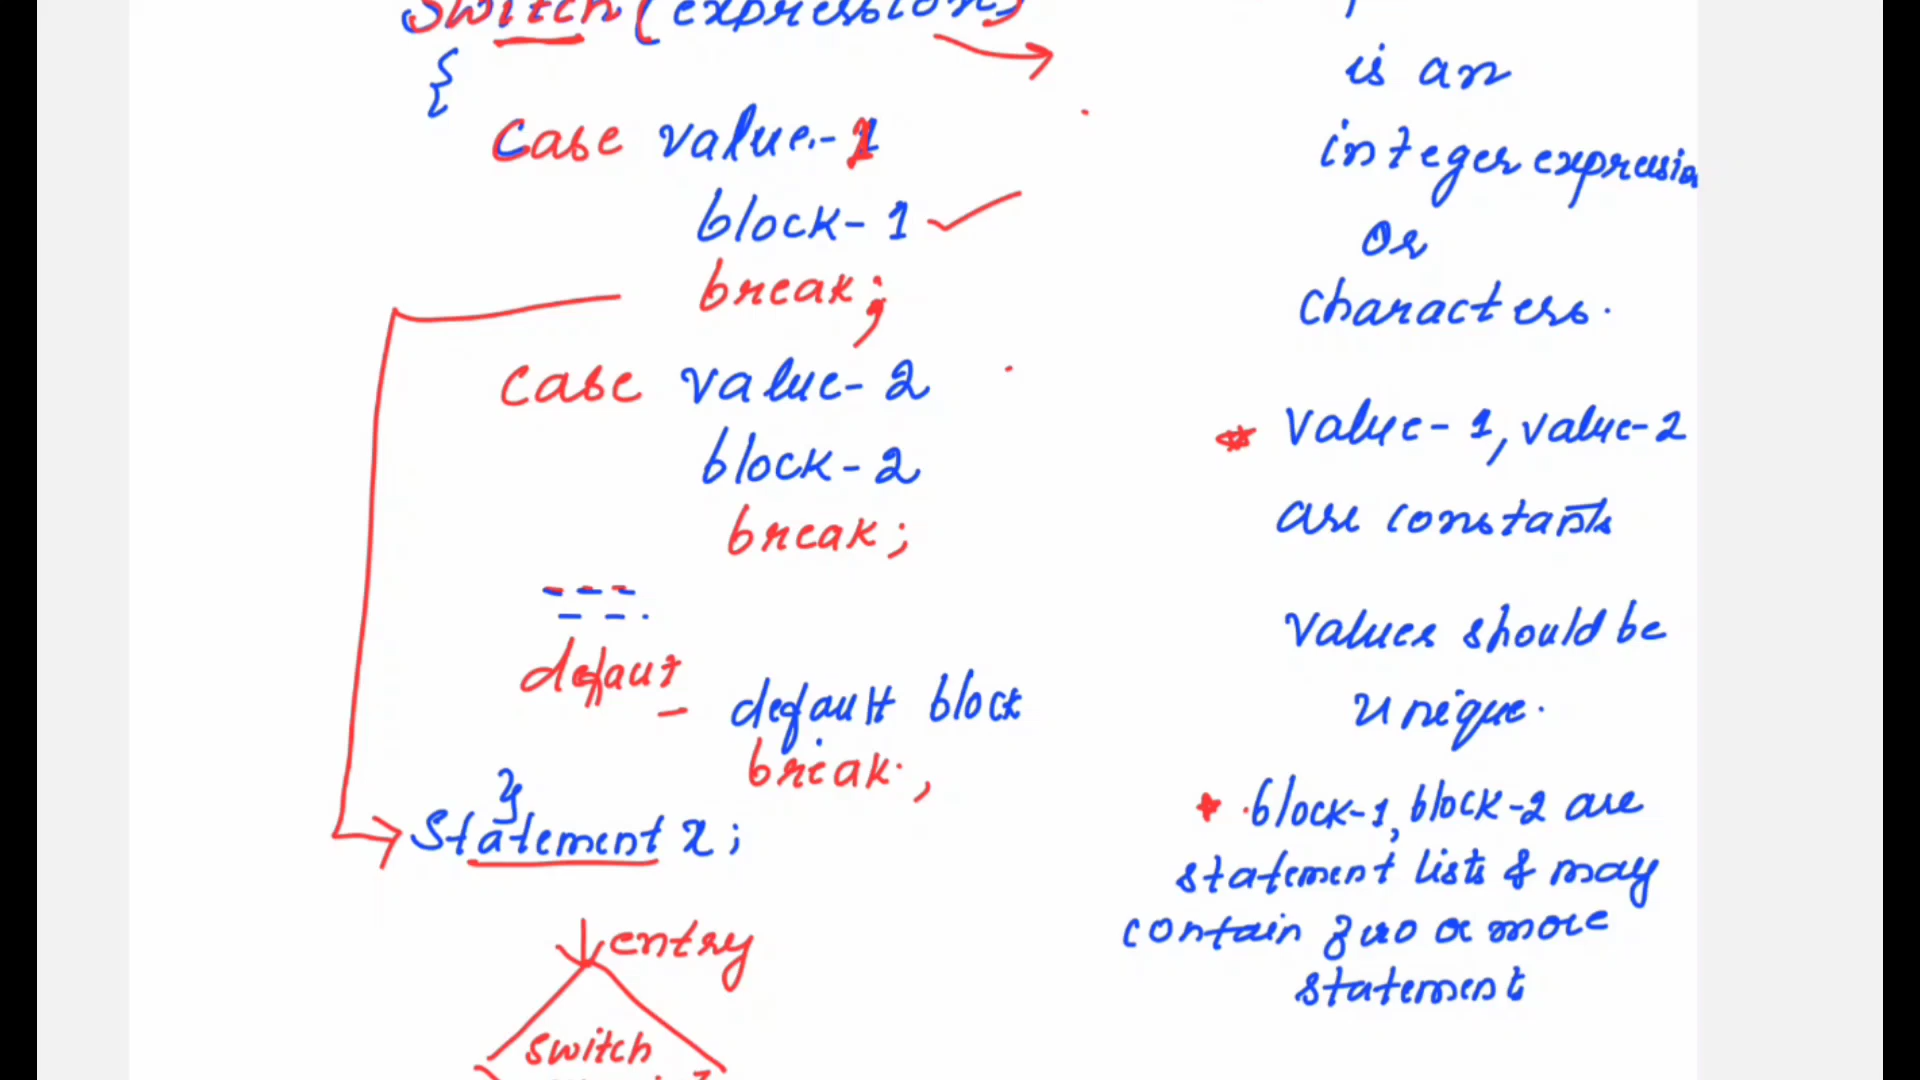 Switch (expression)
{
Case value-1
block-1
break;
case value-2
block-2
break;
defaut
default block
break;
}
Statement x;
entry
switch
is an
integer expression
or
characters.
* value-1, value-2
are constants
values should be
unique.
* block-1, block-2 are
statement lists & may
contain zero or more
statement